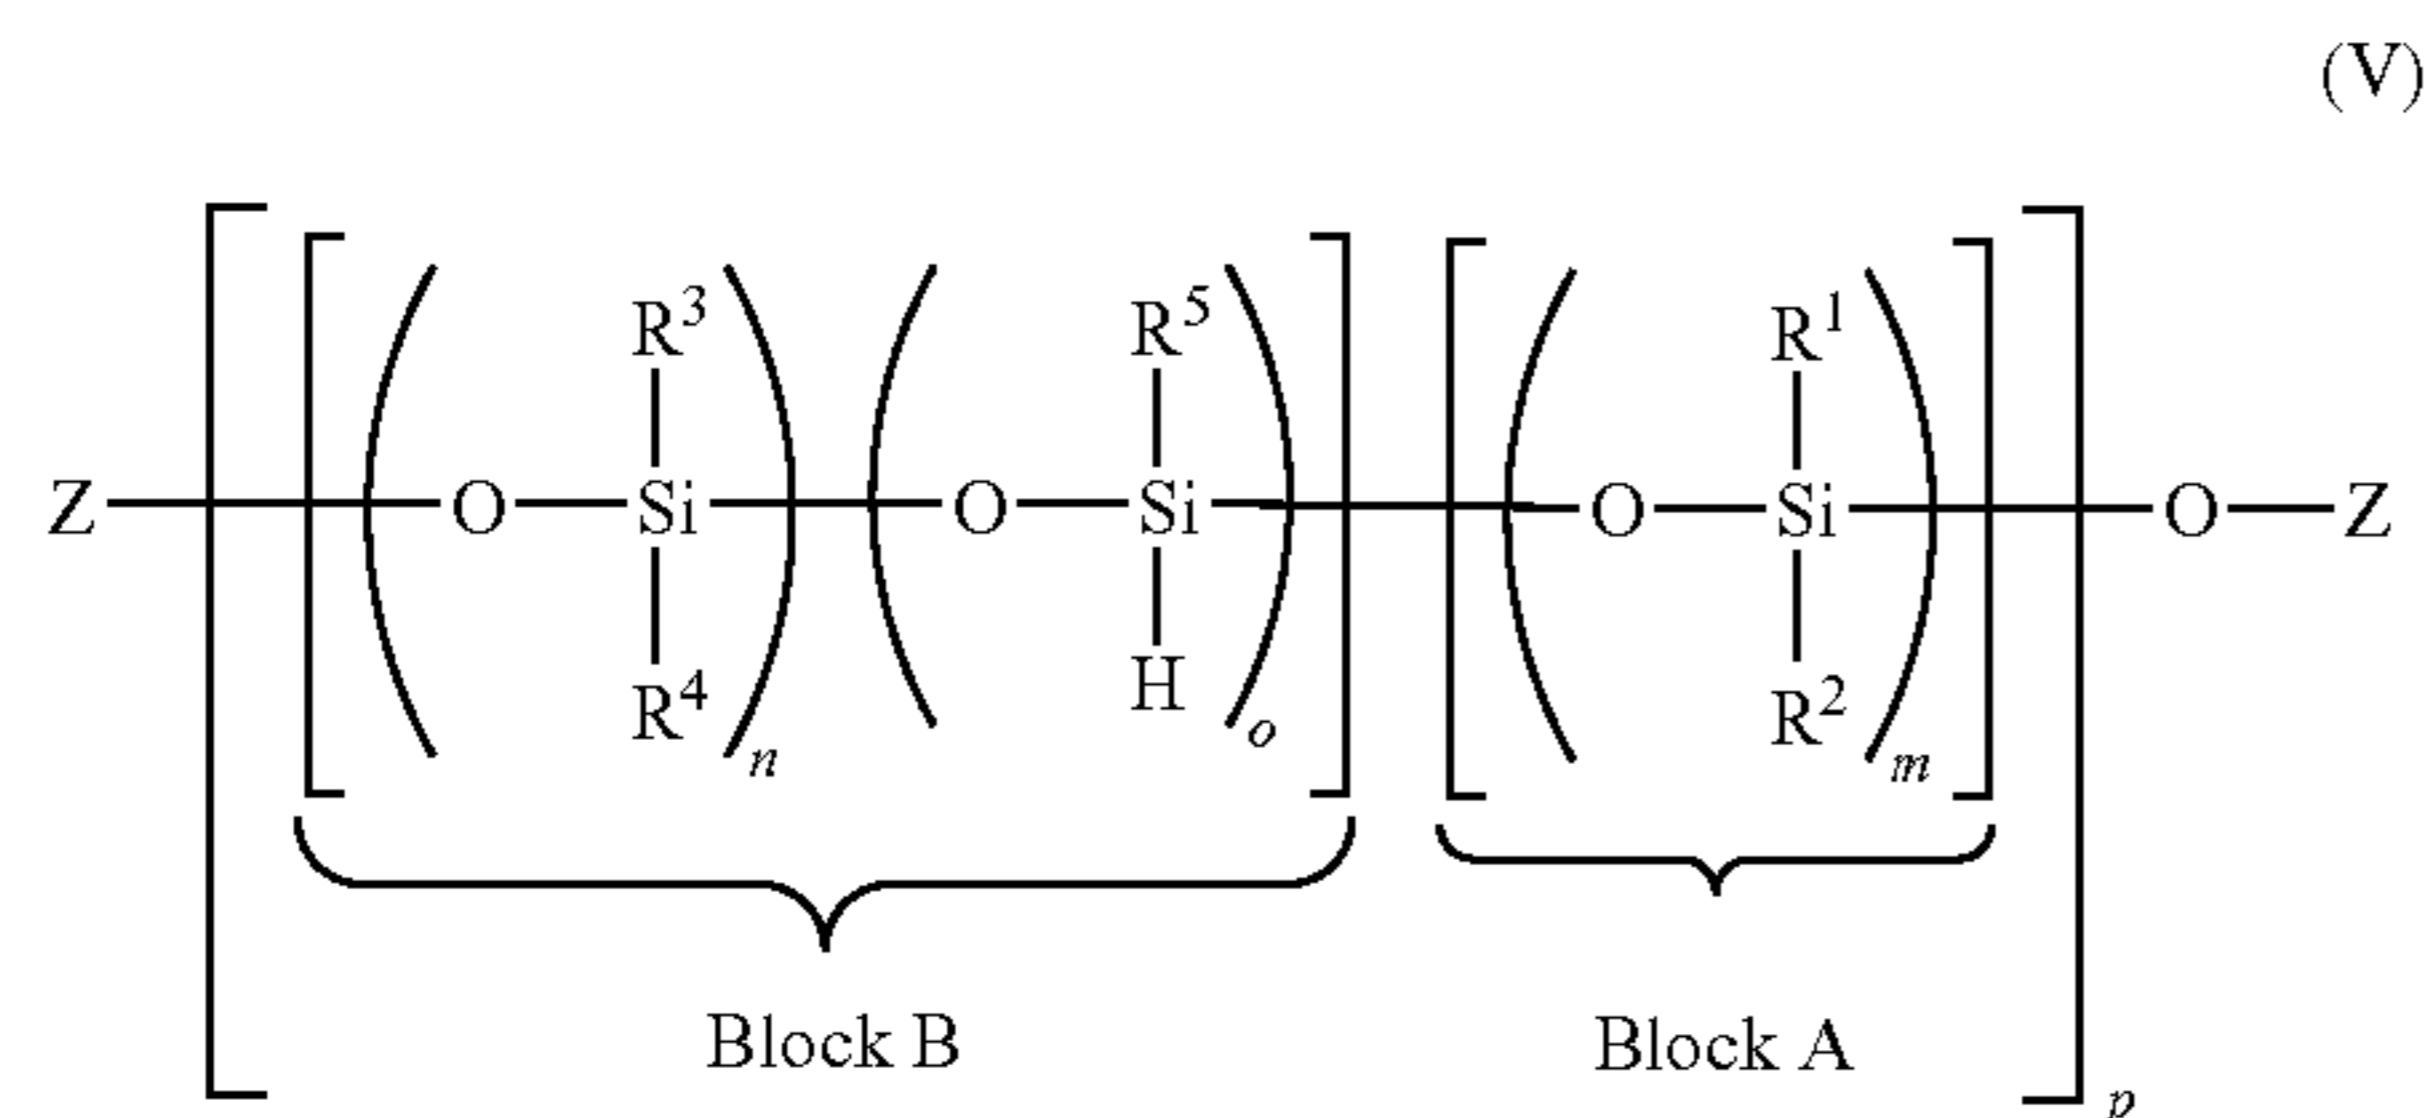 (V)
R³ R⁵ R¹
Z O Si O Si O Si O Z
R⁴ n H o R² m
Block B Block A p